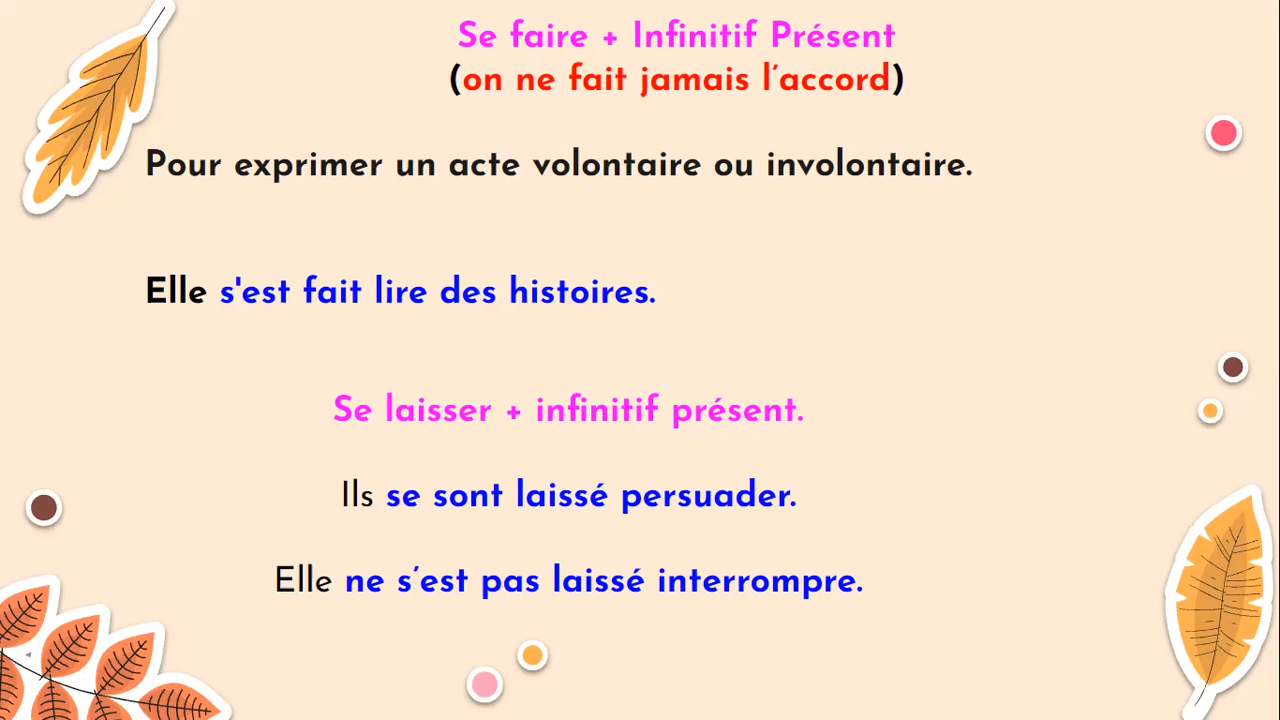 Se faire + Infinitif Présent
(on ne fait jamais l’accord)
Pour exprimer un acte volontaire ou involontaire.
Elle s'est fait lire des histoires.
Se laisser + infinitif présent.
Ils se sont laissé persuader.
Elle ne s’est pas laissé interrompre.